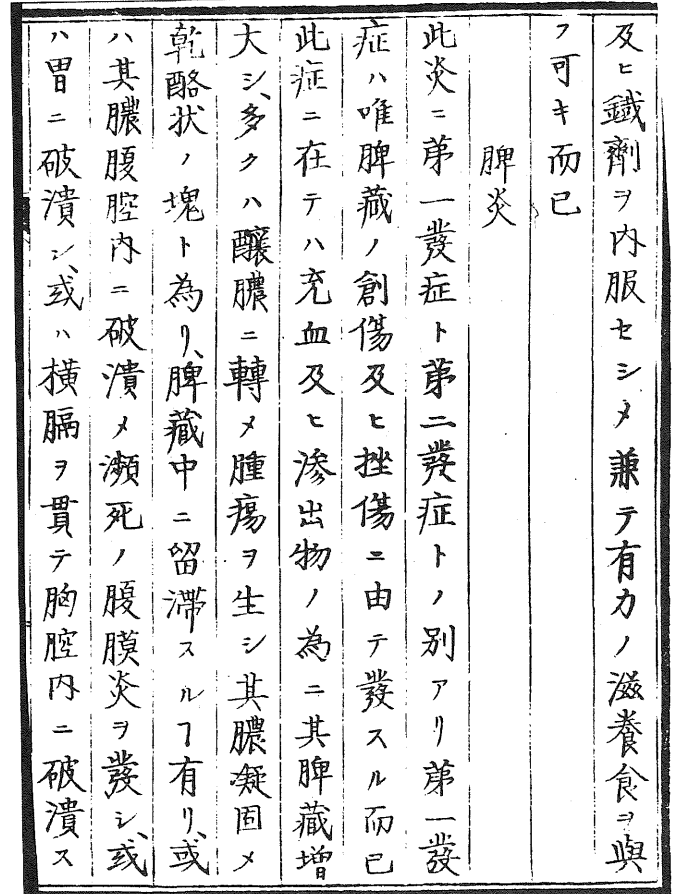 及ヒ鐵劑ヲ内服セシメ兼テ有力ノ滋養食ヲ與
フ可キ而已
脾炎
此炎ニ第一發症ト第二發症トノ別アリ第一發
症ハ唯脾藏ノ創傷及ヒ挫傷ニ由テ發スル而已
此症ニ在テハ充血及ヒ滲出物ノ為ニ其脾藏增
大シ、多クハ釀膿ニ轉メ腫瘍ヲ生シ其膿凝固メ
乾酪状ノ塊ト為リ、脾藏中ニ留滯スルヿ有リ、或
ハ其膿腹腔内ニ破潰メ瀕死ノ腹膜炎ヲ發シ、或
ハ胃ニ破潰シ、或ハ横膈ヲ貫テ胸腔内ニ破潰ス